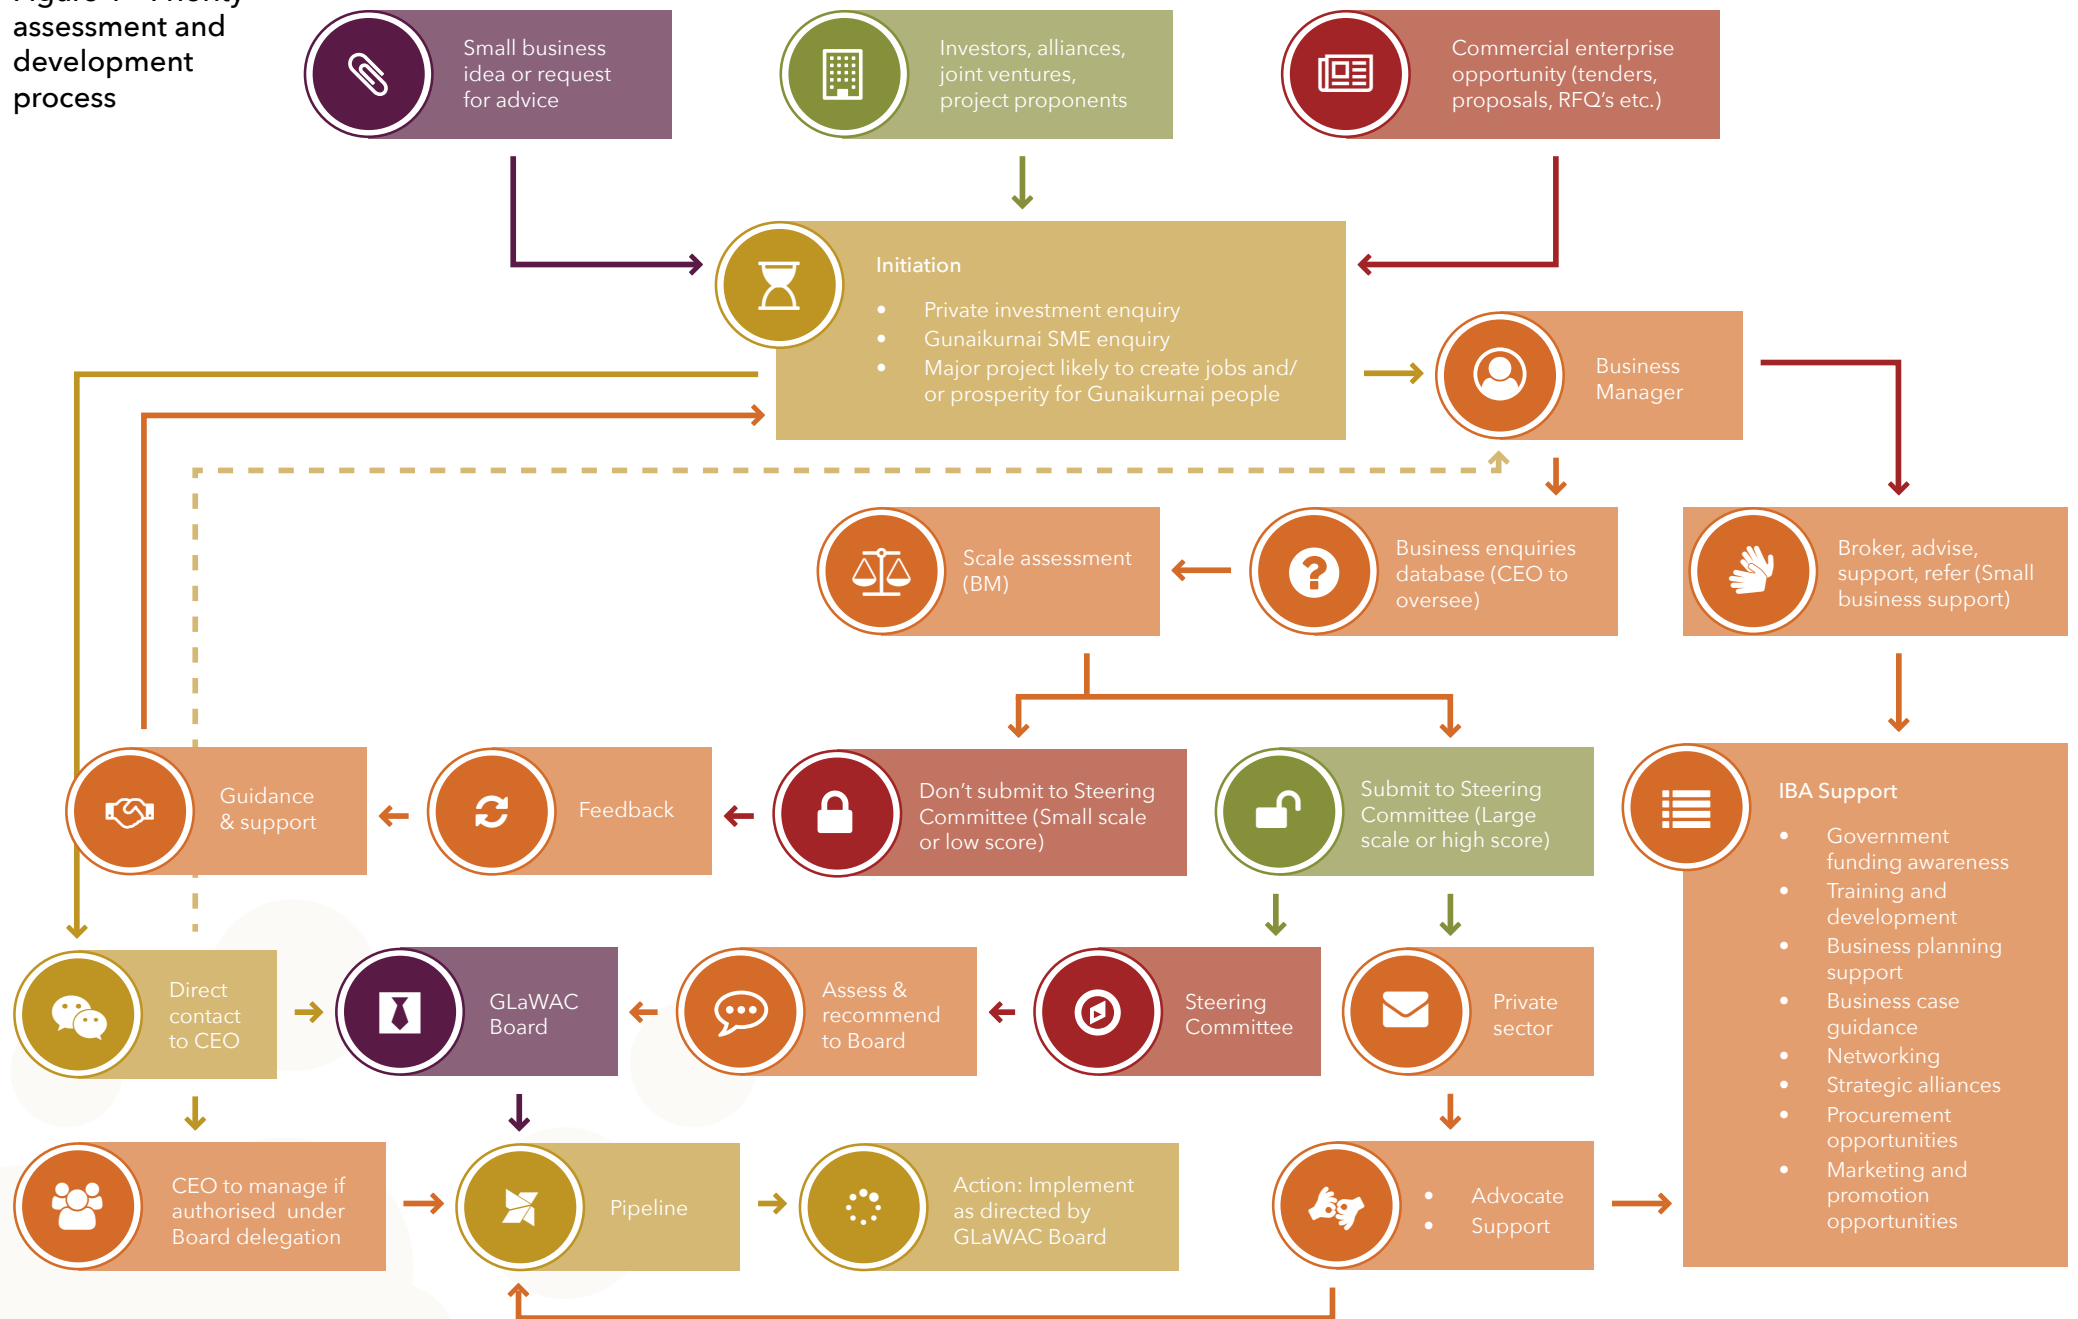 assessment and
development
process
Small business
idea or request
for advice
Investors, alliances,
joint ventures,
project proponents
Commercial enterprise
opportunity (tenders,
proposals, RFQ's etc.)
Initiation
• Private investment enquiry
• Gunaikurnai SME enquiry
• Major project likely to create jobs and/
or prosperity for Gunaikurnai people
Business
Manager
Scale assessment
(BM)
Business enquiries
database (CEO to
oversee)
Broker, advise,
support, refer (Small
business support)
Guidance
& support
Feedback
Don't submit to Steering
Committee (Small scale
or low score)
Submit to Steering
Committee (Large
scale or high score)
IBA Support
• Government
funding awareness
• Training and
development
• Business planning
support
• Business case
guidance
• Networking
• Strategic alliances
• Procurement
opportunities
• Marketing and
promotion
opportunities
Direct
contact
to CEO
GLaWAC
Board
Assess &
recommend
to Board
Steering
Committee
Private
sector
CEO to manage if
authorised under
Board delegation
Pipeline
Action: Implement
as directed by
GLaWAC Board
• Advocate
• Support